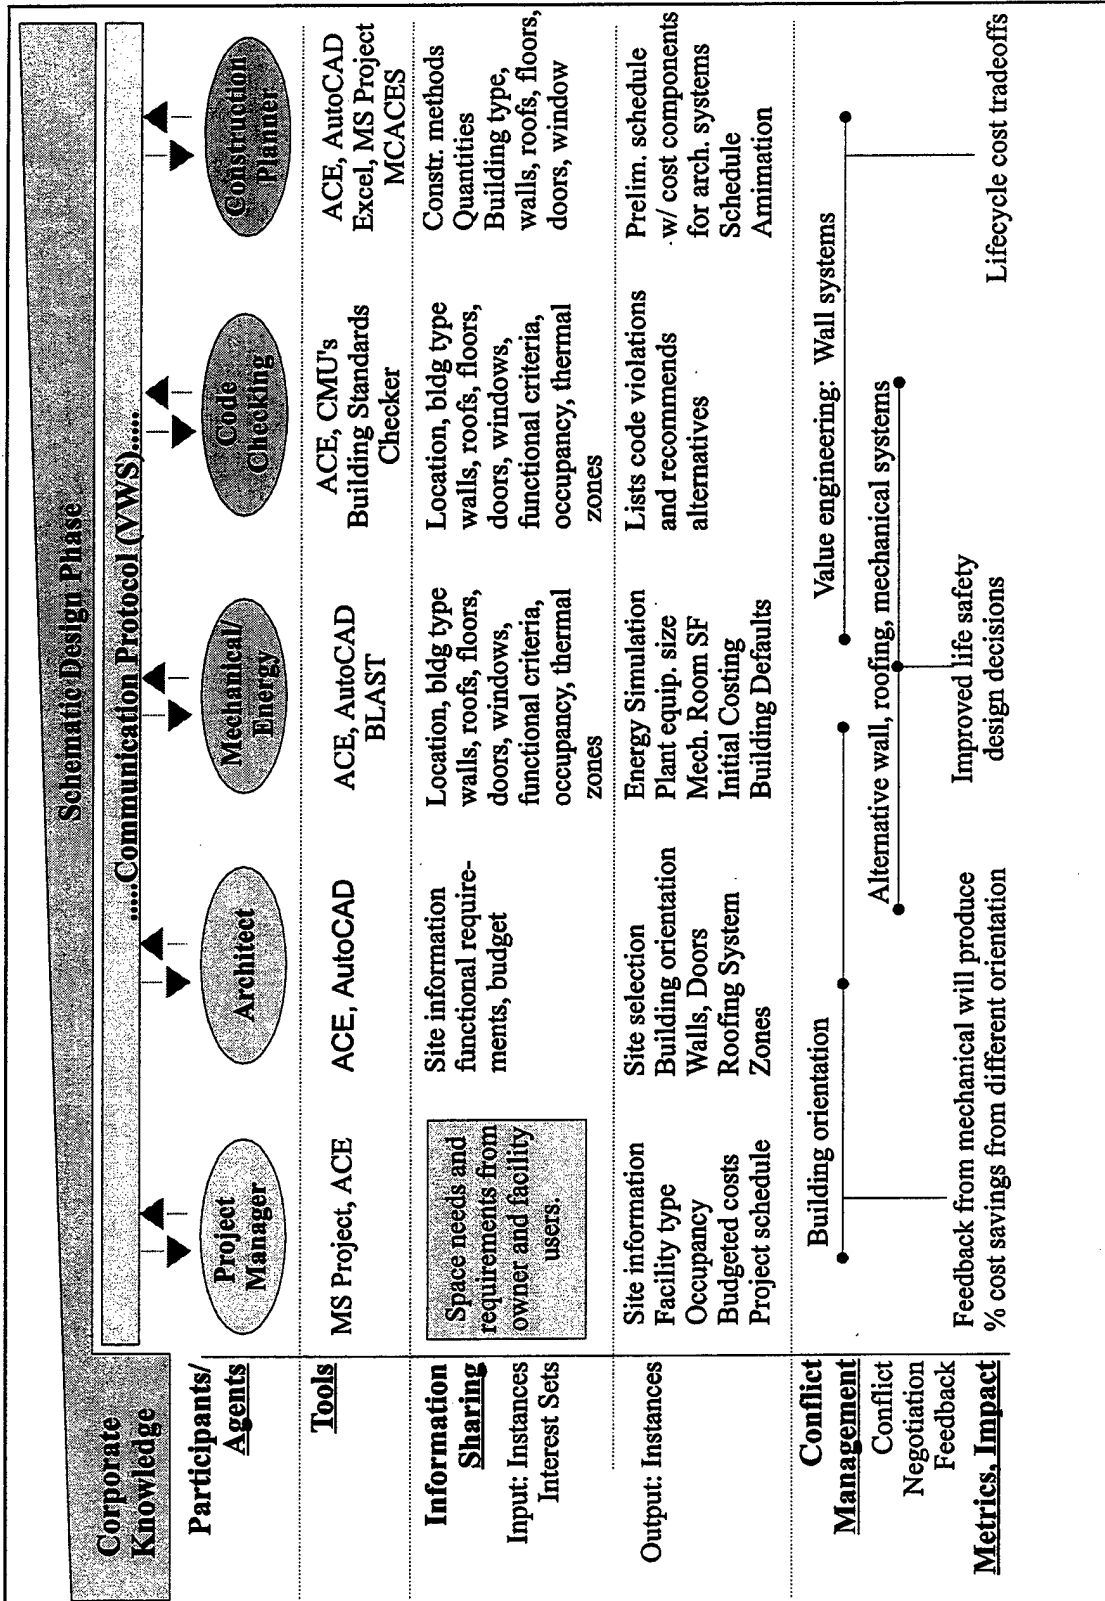 Corporate
Knowledge
Schematic Design Phase
.....Communication Protocol (VWS).....
Participants/
Agents
Project
Manager
Architect
Mechanical/
Energy
Code
Checking
Construction
Planner
Tools
MS Project, ACE
ACE, AutoCAD
ACE, AutoCAD
BLAST
ACE, CMU's
Building Standards
Checker
ACE, AutoCAD
Excel, MS Project
MCACES
Information
Sharing
Input: Instances
Interest Sets
Space needs and
requirements from
owner and facility
users.
Site information
functional require-
ments, budget
Location, bldg type
walls, roofs, floors,
doors, windows,
functional criteria,
occupancy, thermal
zones
Location, bldg type
walls, roofs, floors,
doors, windows,
functional criteria,
occupancy, thermal
zones
Constr. methods
Quantities
Building type,
walls, roofs, floors,
doors, window
Output: Instances
Site information
Facility type
Occupancy
Budgeted costs
Project schedule
Site selection
Building orientation
Walls, Doors
Roofing System
Zones
Energy Simulation
Plant equip. size
Mech. Room SF
Initial Costing
Building Defaults
Lists code violations
and recommends
alternatives
Prelim. schedule
w/ cost components
for arch. systems
Schedule
Animation
Conflict
Management
Conflict
Negotiation
Feedback
Building orientation
Value engineering: Wall systems
Alternative wall, roofing, mechanical systems
Metrics, Impact
Feedback from mechanical will produce
% cost savings from different orientation
Improved life safety
design decisions
Lifecycle cost tradeoffs